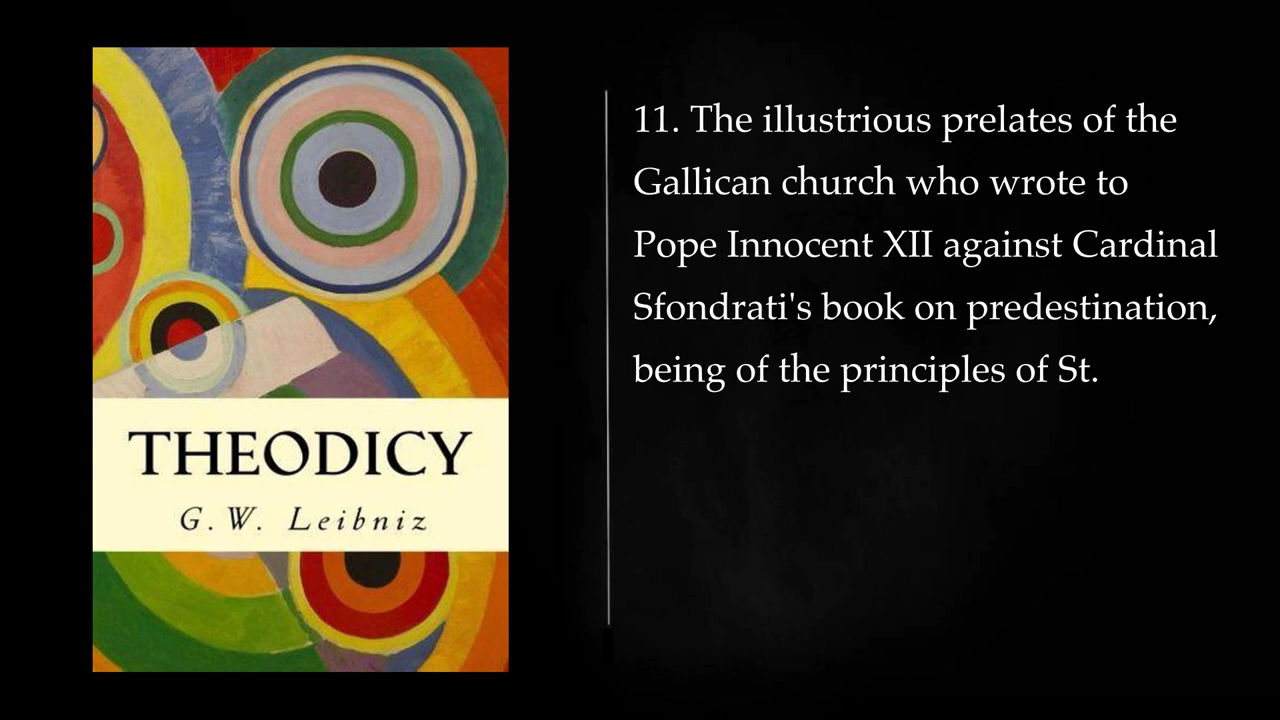 THEODICY
G. W. Leibniz
11. The illustrious prelates of the
Gallican church who wrote to
Pope Innocent XII against Cardinal
Sfondrati's book on predestination,
being of the principles of St.